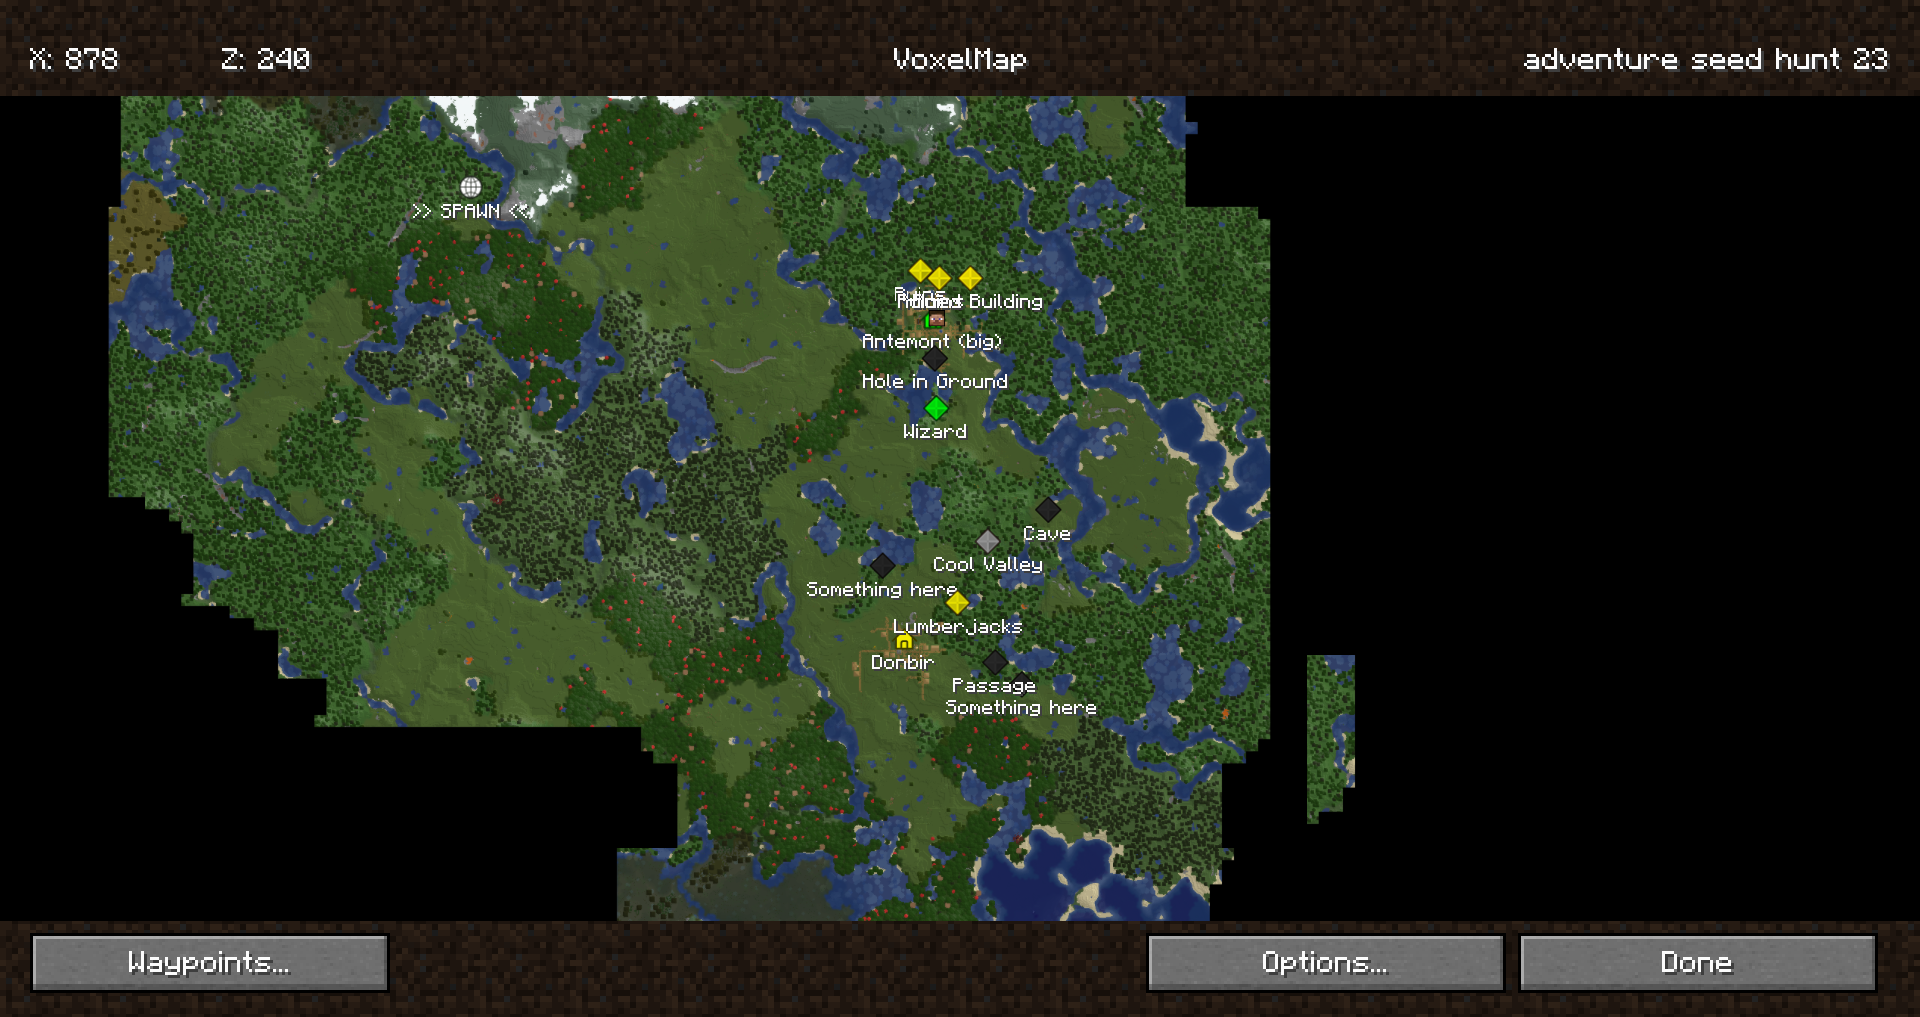 X: 878
Z: 240
VoxelMap
adventure seed hunt 23
>> SPAWN <<
Ruins
Building
Antemont (big)
Hole in Ground
Wizard
Cave
Cool Valley
Something here
Lumberjacks
Donbir
Passage
Something here
Waypoints...
Options...
Done